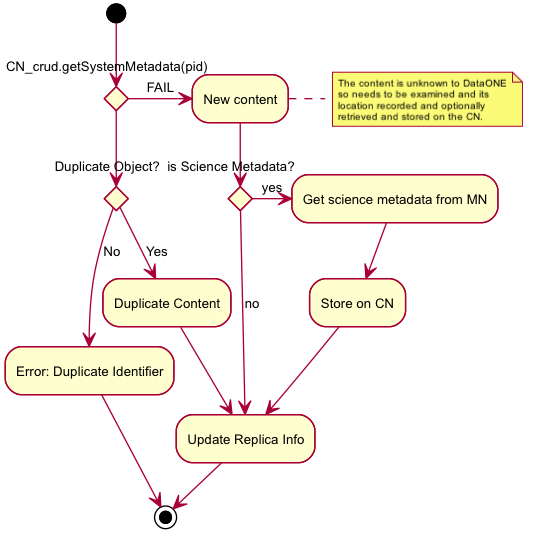 CN_crud.getSystemMetadata(pid)
FAIL
New content
The content is unknown to DataONE
so needs to be examined and its
location recorded and optionally
retrieved and stored on the CN.
Duplicate Object?
is Science Metadata?
yes
Get science metadata from MN
No
Yes
Duplicate Content
no
Store on CN
Error: Duplicate Identifier
Update Replica Info